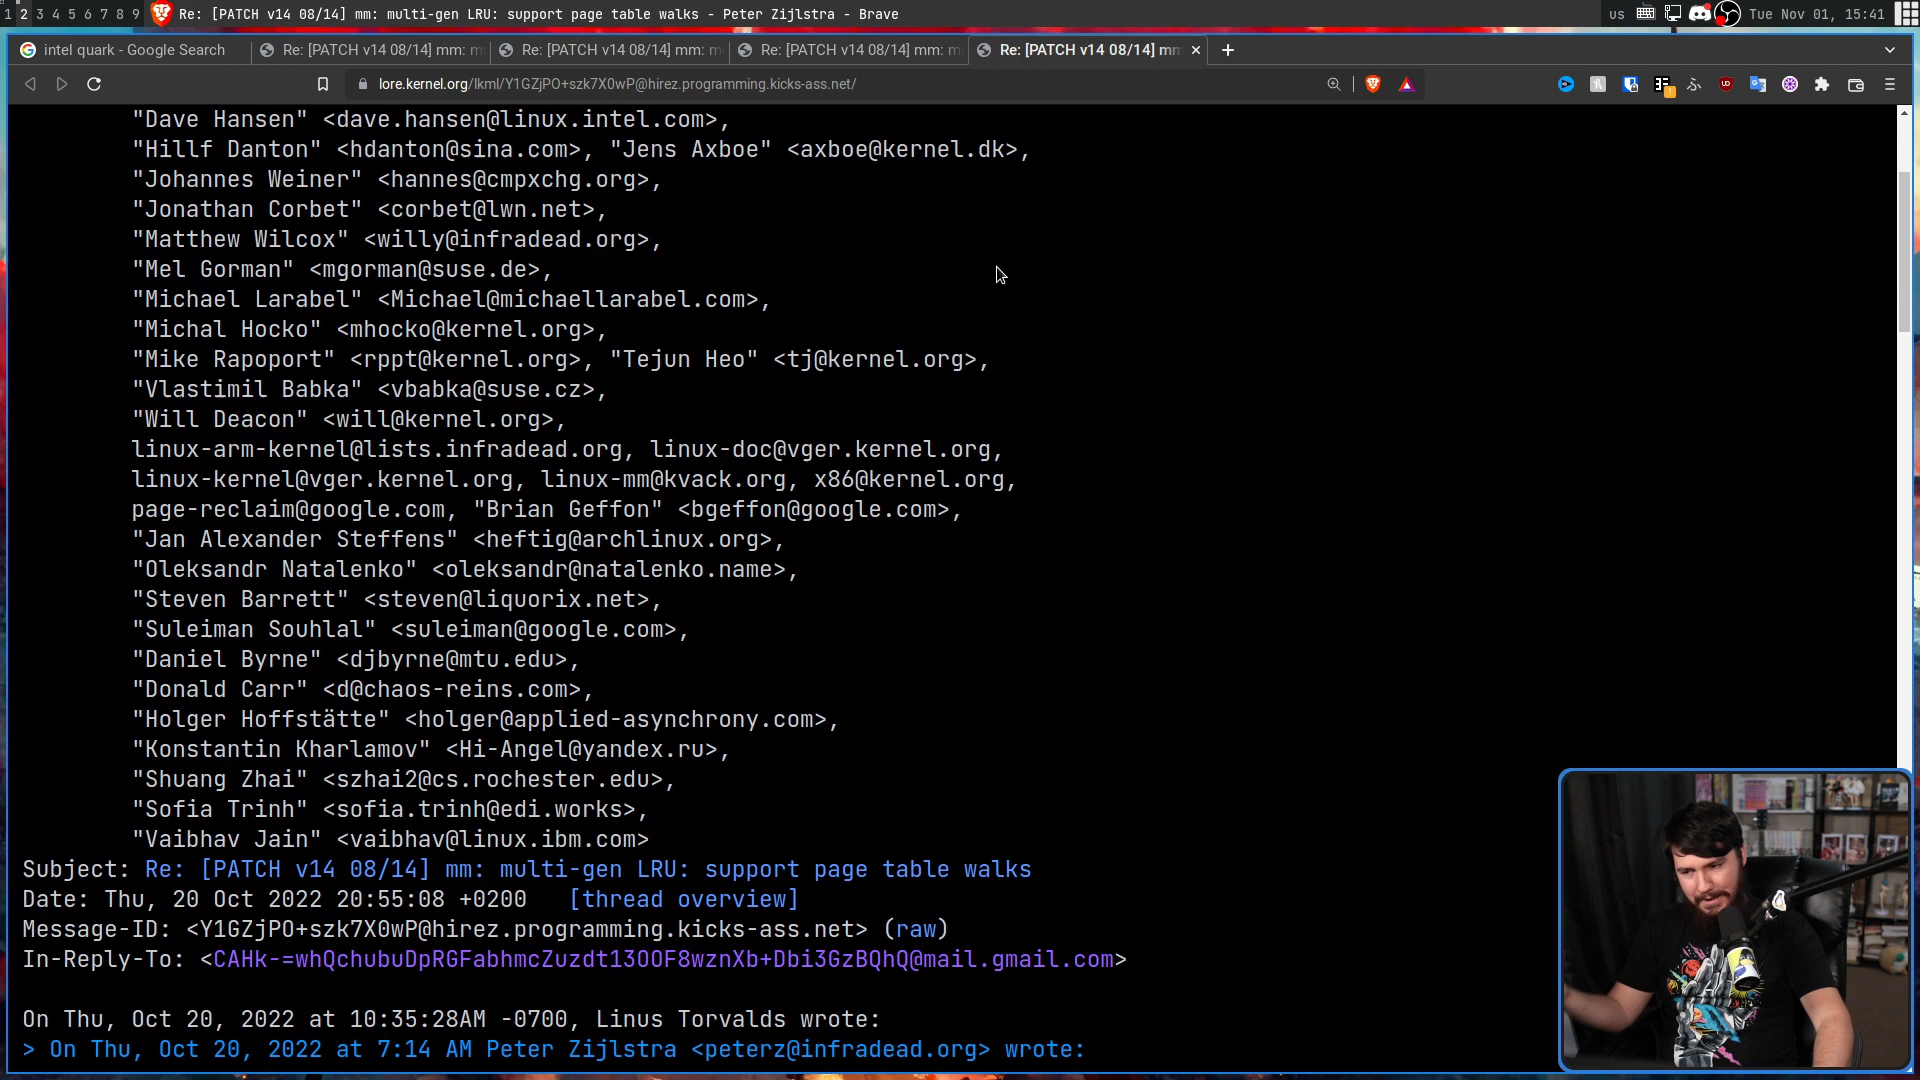 1 2 3 4 5 6 7 8 9 Re: [PATCH v14 08/14] mm: multi-gen LRU: support page table walks - Peter Zijlstra - Brave us Tue Nov 01, 15:41
intel quark - Google Search Re: [PATCH v14 08/14] mm: m Re: [PATCH v14 08/14] mm: m Re: [PATCH v14 08/14] mm: m Re: [PATCH v14 08/14] mm
lore.kernel.org/lkml/Y1GZjPO+szk7X0wP@hirez.programming.kicks-ass.net/
"Dave Hansen" <dave.hansen@linux.intel.com>,
"Hillf Danton" <hdanton@sina.com>, "Jens Axboe" <axboe@kernel.dk>,
"Johannes Weiner" <hannes@cmpxchg.org>,
"Jonathan Corbet" <corbet@lwn.net>,
"Matthew Wilcox" <willy@infradead.org>,
"Mel Gorman" <mgorman@suse.de>,
"Michael Larabel" <Michael@michaellarabel.com>,
"Michal Hocko" <mhocko@kernel.org>,
"Mike Rapoport" <rppt@kernel.org>, "Tejun Heo" <tj@kernel.org>,
"Vlastimil Babka" <vbabka@suse.cz>,
"Will Deacon" <will@kernel.org>,
linux-arm-kernel@lists.infradead.org, linux-doc@vger.kernel.org,
linux-kernel@vger.kernel.org, linux-mm@kvack.org, x86@kernel.org,
page-reclaim@google.com, "Brian Geffon" <bgeffon@google.com>,
"Jan Alexander Steffens" <heftig@archlinux.org>,
"Oleksandr Natalenko" <oleksandr@natalenko.name>,
"Steven Barrett" <steven@liquorix.net>,
"Suleiman Souhlal" <suleiman@google.com>,
"Daniel Byrne" <djbyrne@mtu.edu>,
"Donald Carr" <d@chaos-reins.com>,
"Holger Hoffstätte" <holger@applied-asynchrony.com>,
"Konstantin Kharlamov" <Hi-Angel@yandex.ru>,
"Shuang Zhai" <szhai2@cs.rochester.edu>,
"Sofia Trinh" <sofia.trinh@edi.works>,
"Vaibhav Jain" <vaibhav@linux.ibm.com>
Subject: Re: [PATCH v14 08/14] mm: multi-gen LRU: support page table walks
Date: Thu, 20 Oct 2022 20:55:08 +0200 [thread overview]
Message-ID: <Y1GZjPO+szk7X0wP@hirez.programming.kicks-ass.net> (raw)
In-Reply-To: <CAHk-=whQchubuDpRGFabhmcZuzdt13OOF8wznXb+Dbi3GzBQhQ@mail.gmail.com>
On Thu, Oct 20, 2022 at 10:35:28AM -0700, Linus Torvalds wrote:
> On Thu, Oct 20, 2022 at 7:14 AM Peter Zijlstra <peterz@infradead.org> wrote: